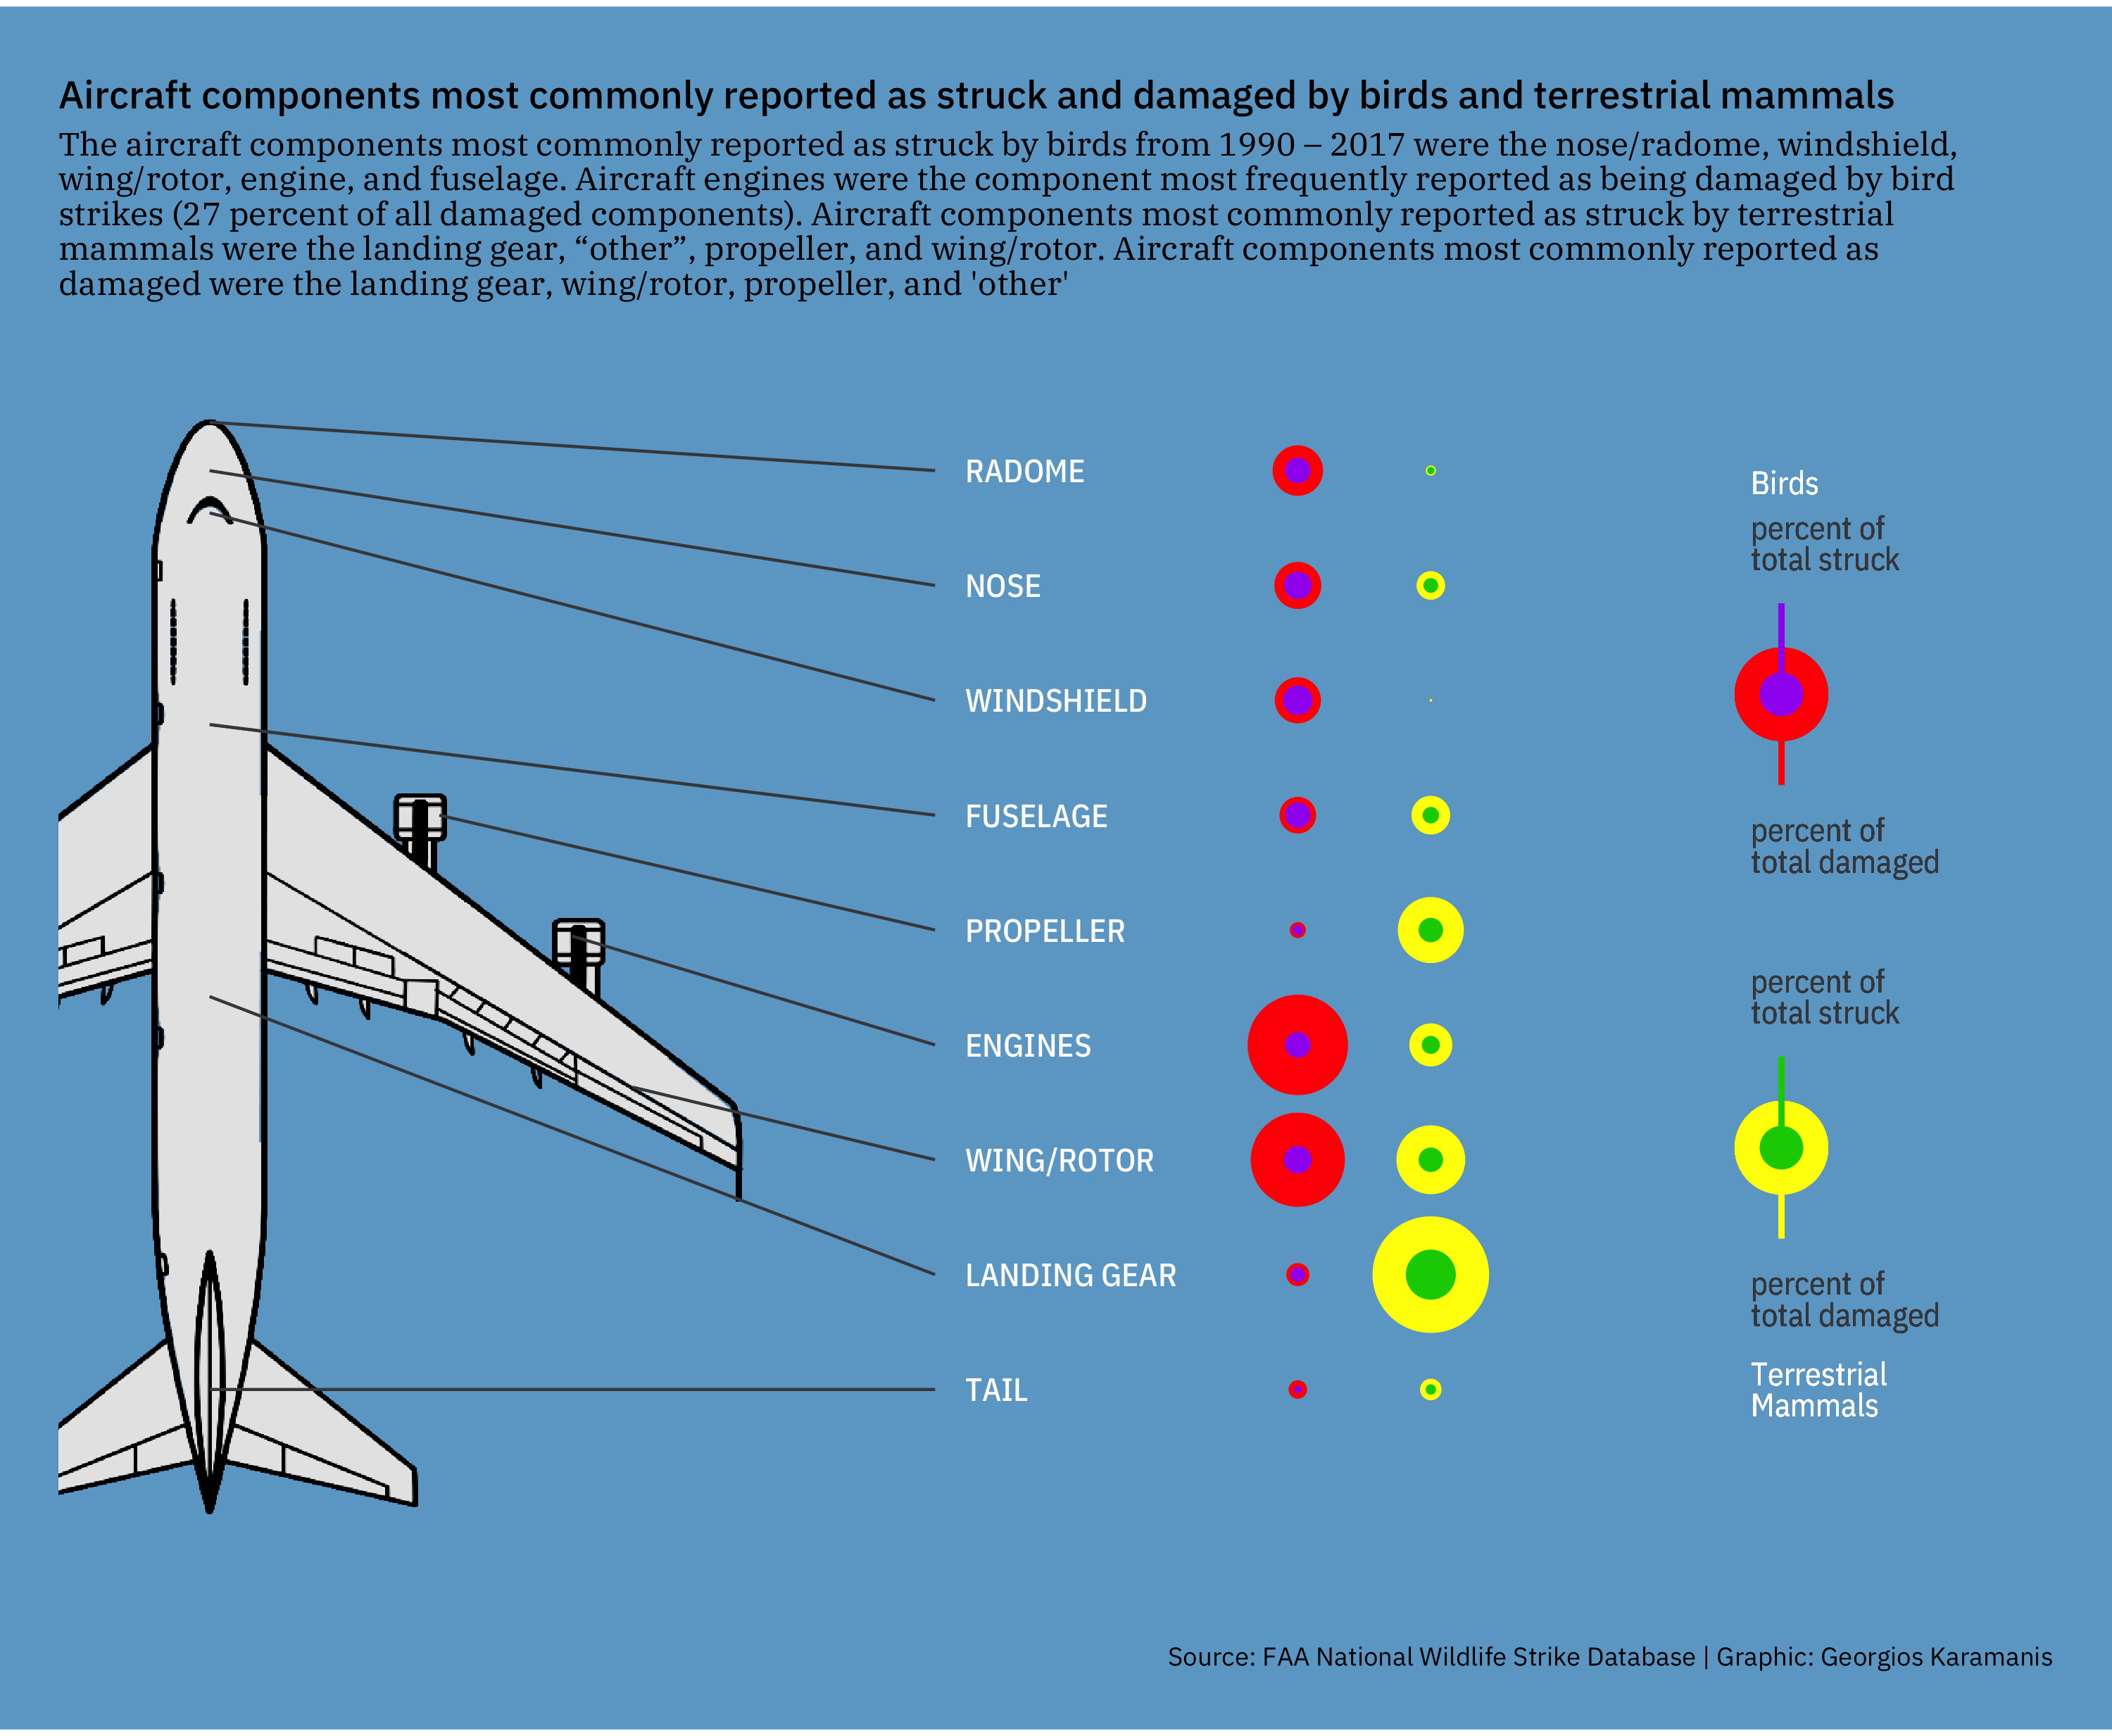 Aircraft components most commonly reported as struck and damaged by birds and terrestrial mammals
The aircraft components most commonly reported as struck by birds from 1990 – 2017 were the nose/radome, windshield,
wing/rotor, engine, and fuselage. Aircraft engines were the component most frequently reported as being damaged by bird
strikes (27 percent of all damaged components). Aircraft components most commonly reported as struck by terrestrial
mammals were the landing gear, “other”, propeller, and wing/rotor. Aircraft components most commonly reported as
damaged were the landing gear, wing/rotor, propeller, and 'other'
RADOME
NOSE
WINDSHIELD
FUSELAGE
PROPELLER
ENGINES
WING/ROTOR
LANDING GEAR
TAIL
Birds
percent of
total struck
percent of
total damaged
percent of
total struck
percent of
total damaged
Terrestrial
Mammals
Source: FAA National Wildlife Strike Database | Graphic: Georgios Karamanis